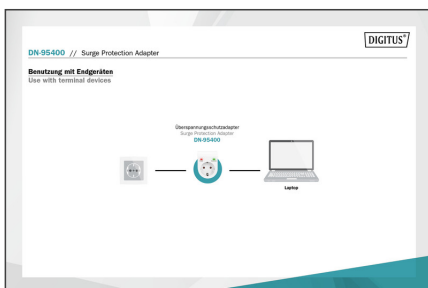 DIGITUS®
DN-95400 // Surge Protection Adapter
Benutzung mit Endgeräten
Use with terminal devices
Überspannungsschutzadapter
Surge Protection Adapter
DN-95400
Laptop